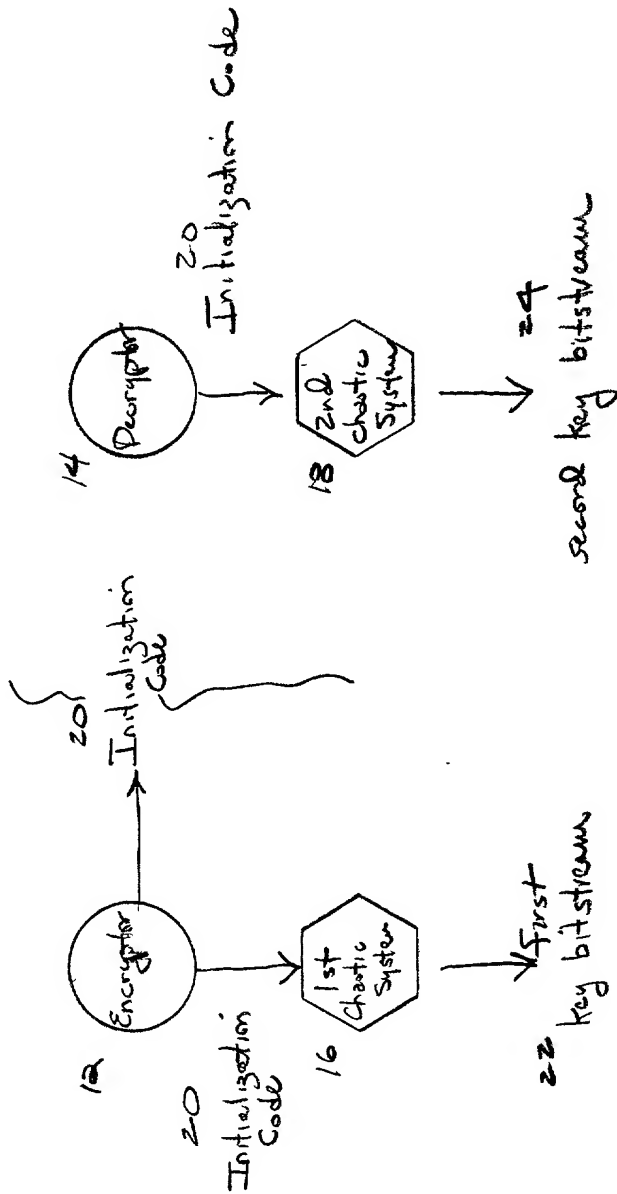 12
Encryptor
20
Initialization
Code
20
Initialization
Code
16
1st
Chaotic
System
22
First
key bitstream
14
Decryptor
20
Initialization Code
18
2nd
chaotic
System
24
second key bitstream